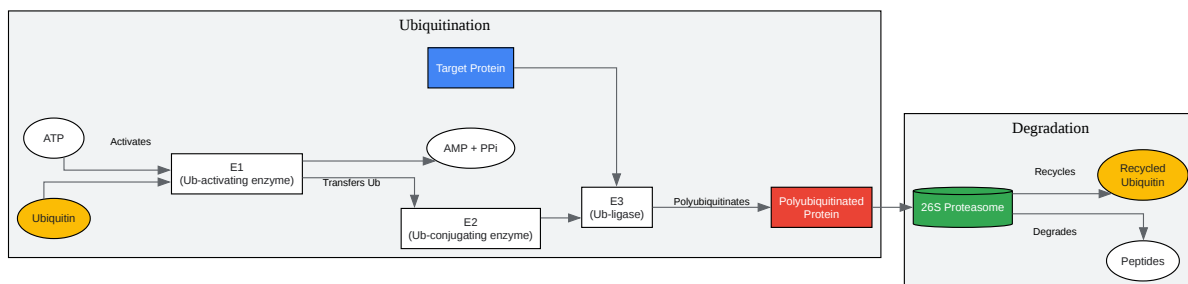 Ubiquitination
Target Protein
ATP
Activates
AMP + PPi
E1
(Ub-activating enzyme)
Transfers Ub
Ubiquitin
E2
(Ub-conjugating enzyme)
E3
(Ub-ligase)
Polyubiquitinates
Polyubiquitinated
Protein
Degradation
26S Proteasome
Recycles
Recycled
Ubiquitin
Degrades
Peptides